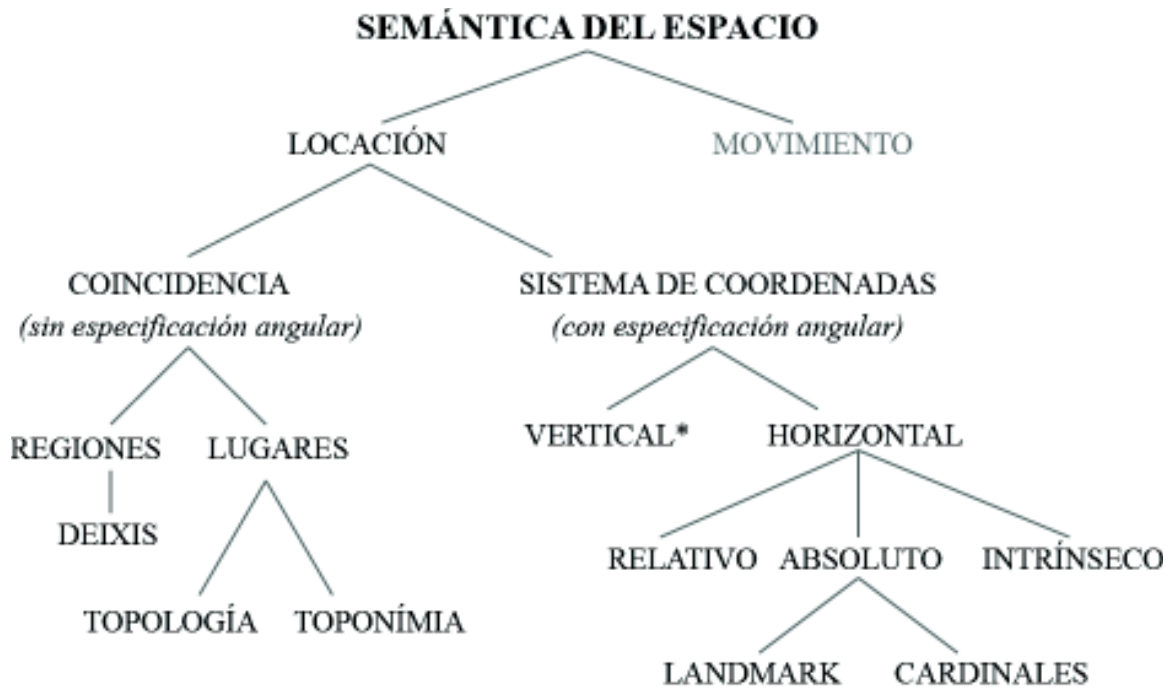 SEMÁNTICA DEL ESPACIO
LOCACIÓN MOVIMIENTO
COINCIDENCIA SISTEMA DE COORDENADAS
(sin especificación angular) (con especificación angular)
REGIONES LUGARES VERTICAL* HORIZONTAL
DEIXIS RELATIVO ABSOLUTO INTRÍNSECO
TOPOLOGÍA TOPONÍMIA
LANDMARK CARDINALES